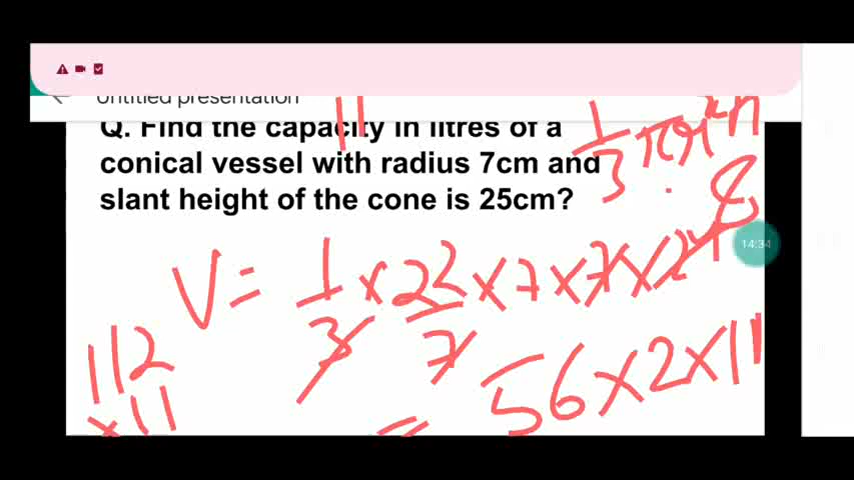 Untitled presentation
11
Q. Find the capacity in litres of a
conical vessel with radius 7cm and
slant height of the cone is 25cm?
1/3 πr²h
8
14:34
V = 1/3 × 22/7 × 7 × 7 × 24
112
×11
= 56×2×11